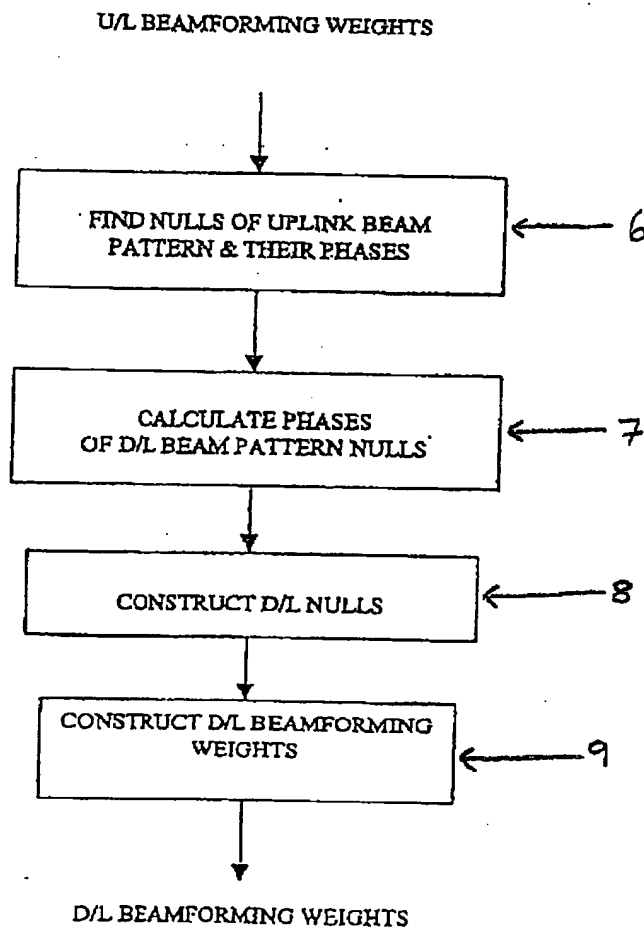 U/L BEAMFORMING WEIGHTS
FIND NULLS OF UPLINK BEAM
PATTERN & THEIR PHASES
6
CALCULATE PHASES
OF D/L BEAM PATTERN NULLS
7
CONSTRUCT D/L NULLS
8
CONSTRUCT D/L BEAMFORMING
WEIGHTS
9
D/L BEAMFORMING WEIGHTS